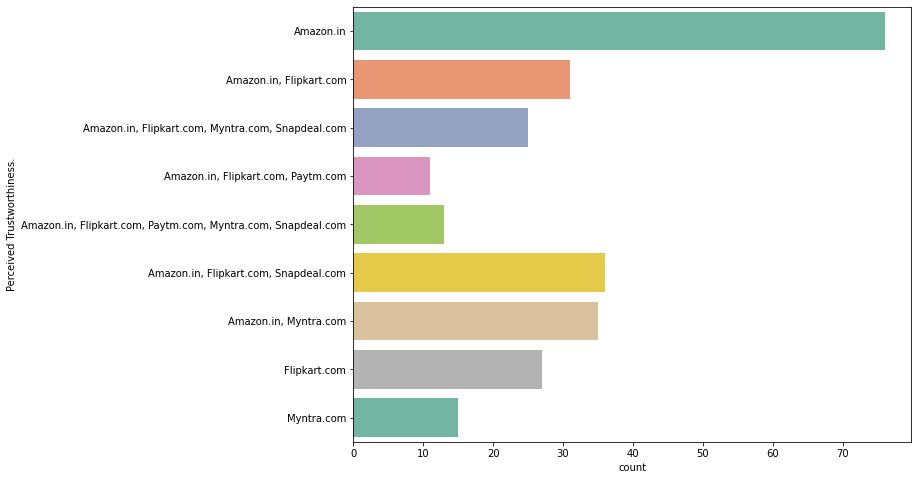 Perceived Trustworthiness.
Amazon.in
Amazon.in, Flipkart.com
Amazon.in, Flipkart.com, Myntra.com, Snapdeal.com
Amazon.in, Flipkart.com, Paytm.com
Amazon.in, Flipkart.com, Paytm.com, Myntra.com, Snapdeal.com
Amazon.in, Flipkart.com, Snapdeal.com
Amazon.in, Myntra.com
Flipkart.com
Myntra.com
0 10 20 30 40 50 60 70
count